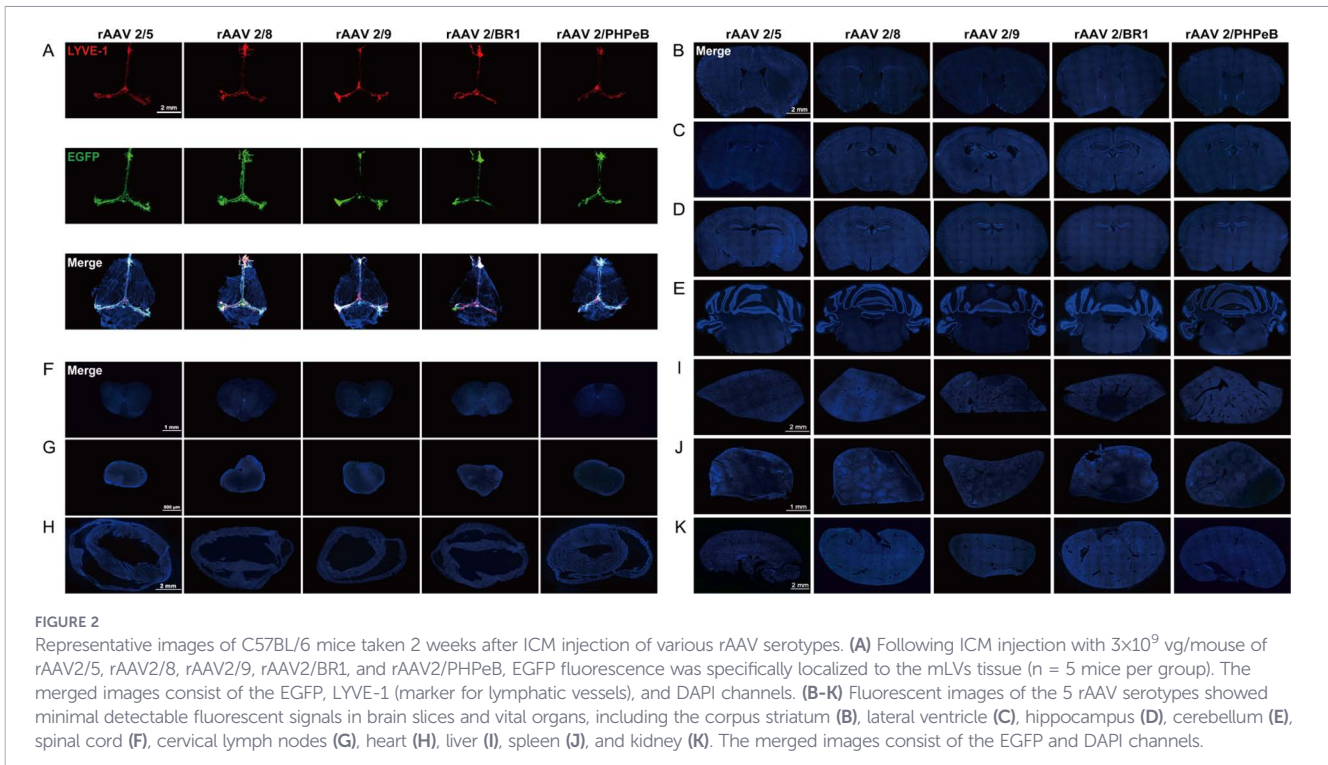 rAAV 2/5 rAAV 2/8 rAAV 2/9 rAAV 2/BR1 rAAV 2/PHPeB
A LYVE-1
2 mm
EGFP
Merge
F Merge
1 mm
G
500 μm
H
2 mm
rAAV 2/5 rAAV 2/8 rAAV 2/9 rAAV 2/BR1 rAAV 2/PHPeB
B Merge
2 mm
C
D
E
I
2 mm
J
1 mm
K
2 mm
FIGURE 2
Representative images of C57BL/6 mice taken 2 weeks after ICM injection of various rAAV serotypes. (A) Following ICM injection with 3×10⁹ vg/mouse of
rAAV2/5, rAAV2/8, rAAV2/9, rAAV2/BR1, and rAAV2/PHPeB, EGFP fluorescence was specifically localized to the mLVs tissue (n = 5 mice per group). The
merged images consist of the EGFP, LYVE-1 (marker for lymphatic vessels), and DAPI channels. (B-K) Fluorescent images of the 5 rAAV serotypes showed
minimal detectable fluorescent signals in brain slices and vital organs, including the corpus striatum (B), lateral ventricle (C), hippocampus (D), cerebellum (E),
spinal cord (F), cervical lymph nodes (G), heart (H), liver (I), spleen (J), and kidney (K). The merged images consist of the EGFP and DAPI channels.